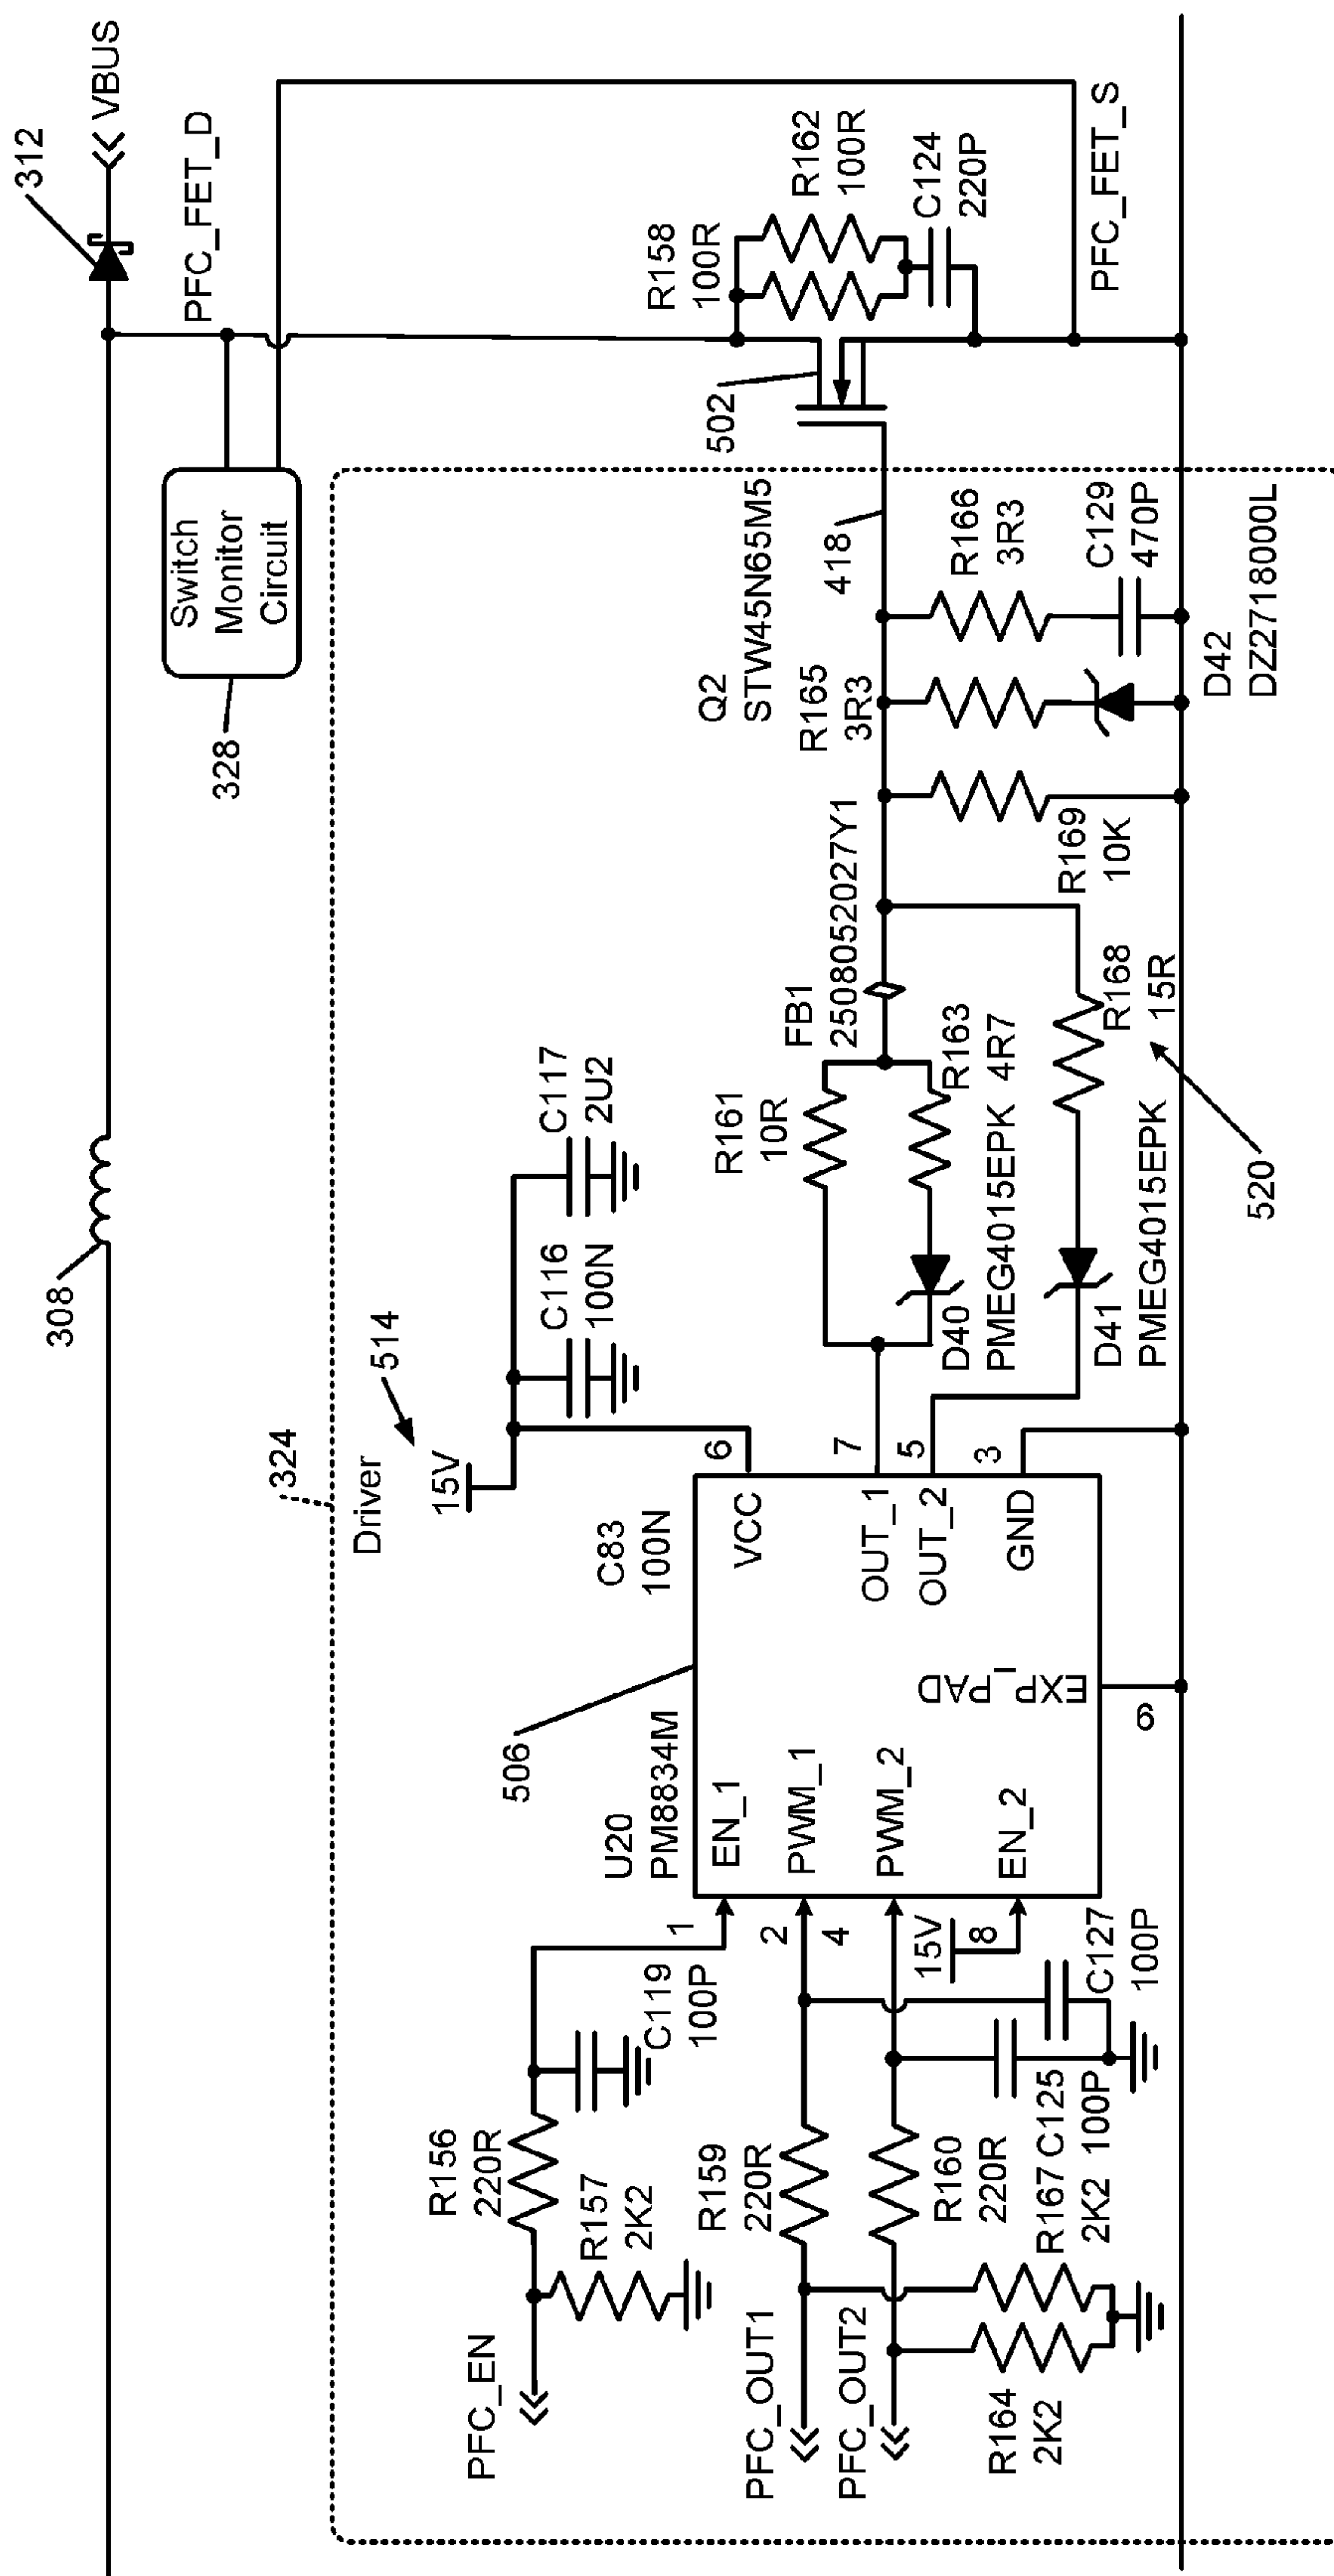 308
312
VBUS
PFC_FET_D
Switch
Monitor
Circuit
328
324
Driver
514
15V
C116
100N
C117
2U2
C83
100N
506
U20
PM8834M
EN_1
PWM_1
PWM_2
EN_2
EXP_PAD
VCC
OUT_1
OUT_2
GND
1
2
4
8
6
7
5
3
6
15V
PFC_EN
R156
220R
R157
2K2
C119
100P
PFC_OUT1
R159
220R
PFC_OUT2
R160
220R
R164
2K2
R167
2K2
C125
100P
C127
100P
R161
10R
FB1
2508052027Y1
R163
4R7
D40
PMEG4015EPK
R168
15R
D41
PMEG4015EPK
520
R169
10K
Q2
STW45N65M5
R165
3R3
418
R166
3R3
C129
470P
D42
DZ2718000L
502
R158
100R
R162
100R
C124
220P
PFC_FET_S